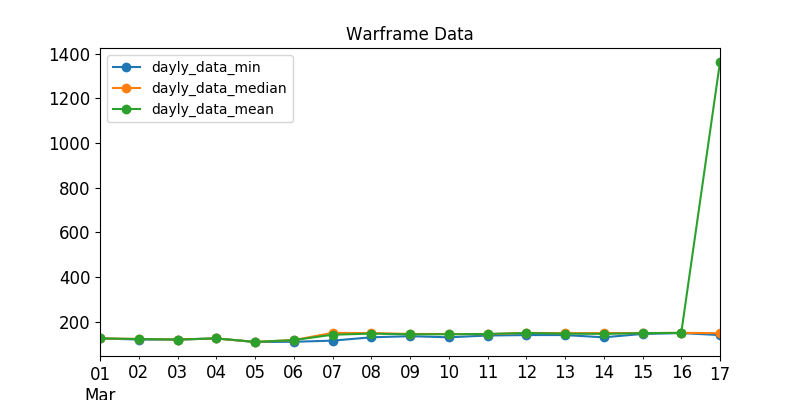 Warframe Data
dayly_data_min
dayly_data_median
dayly_data_mean
1400
1200
1000
800
600
400
200
01 02 03 04 05 06 07 08 09 10 11 12 13 14 15 16 17
Mar